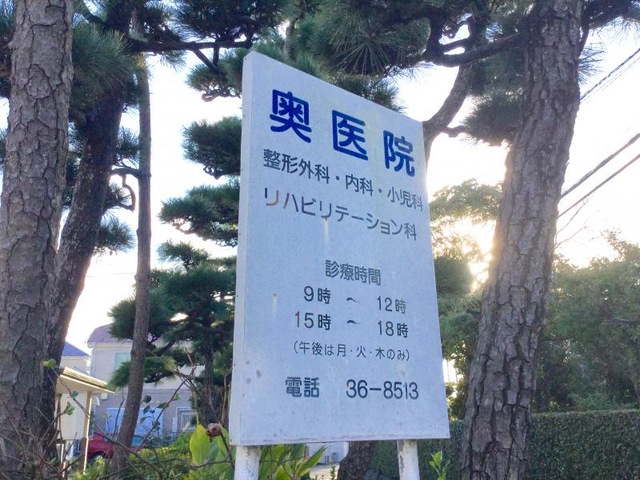 奥医院
整形外科・内科・小児科
リハビリテーション科
診療時間
9時 〜 12時
15時 〜 18時
（午後は月・火・木のみ）
電話 36-8513